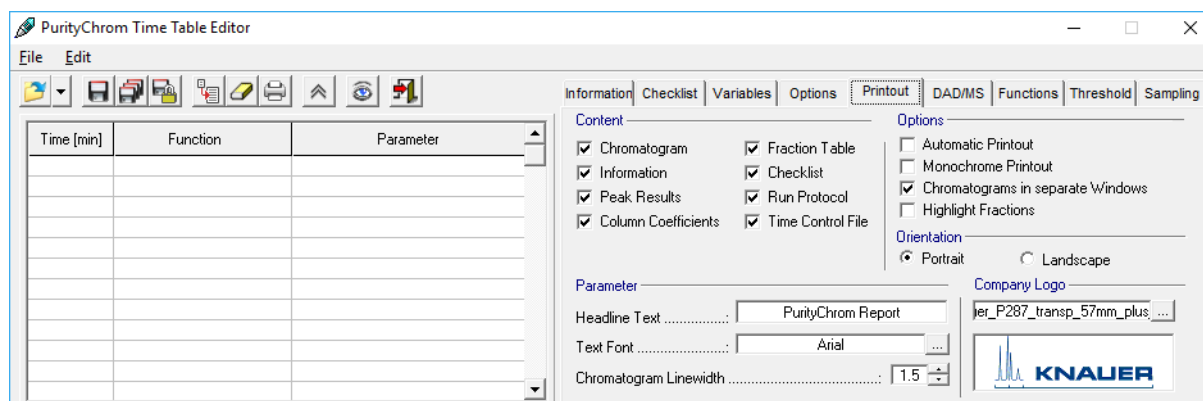 PurityChrom Time Table Editor
File Edit
Information Checklist Variables Options Printout DAD/MS Functions Threshold Sampling
Time [min] Function Parameter
Content
Chromatogram
Information
Peak Results
Column Coefficients
Fraction Table
Checklist
Run Protocol
Time Control File
Options
Automatic Printout
Monochrome Printout
Chromatograms in separate Windows
Highlight Fractions
Orientation
Portrait Landscape
Parameter
Headline Text ...............: PurityChrom Report
Text Font ......................: Arial ...
Chromatogram Linewidth ......................................: 1.5
Company Logo
er_P287_transp_57mm_plus_ ...
KNAUER